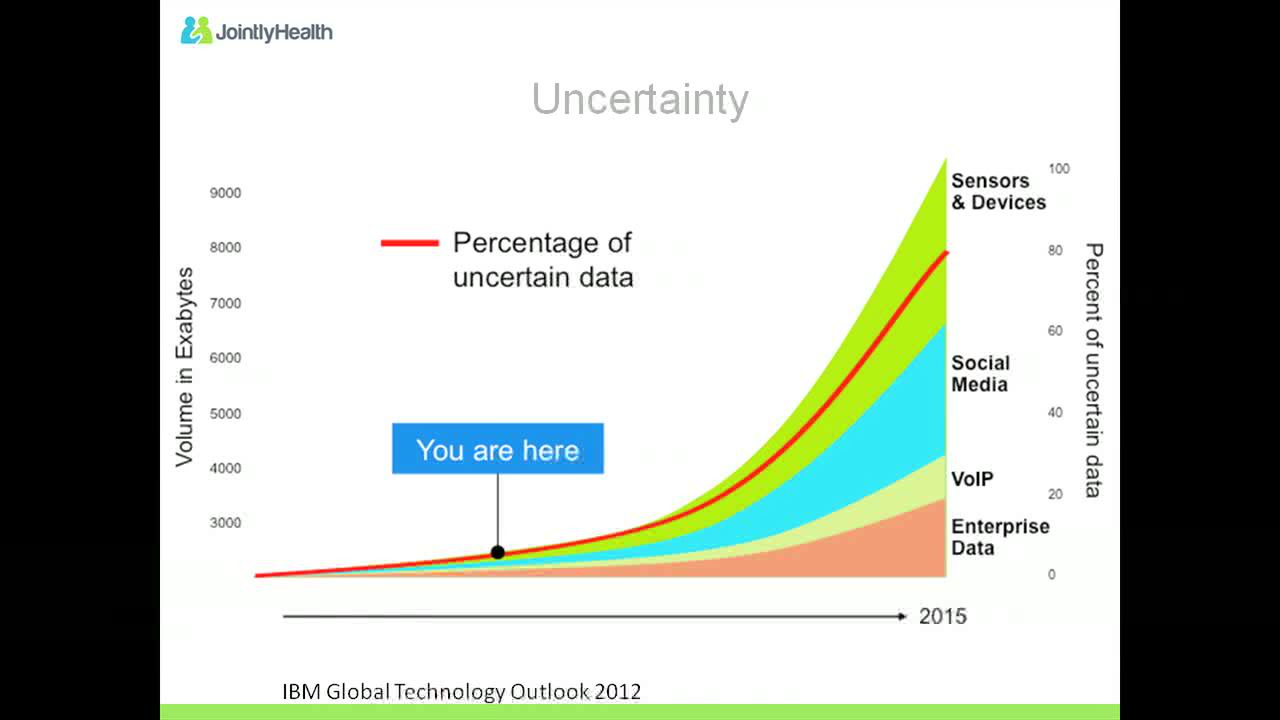 JointlyHealth
Uncertainty
Volume in Exabytes
9000
8000
7000
6000
5000
4000
3000
Percentage of
uncertain data
You are here
Sensors
& Devices
Social
Media
VoIP
Enterprise
Data
100
80
60
40
20
0
Percent of uncertain data
2015
IBM Global Technology Outlook 2012